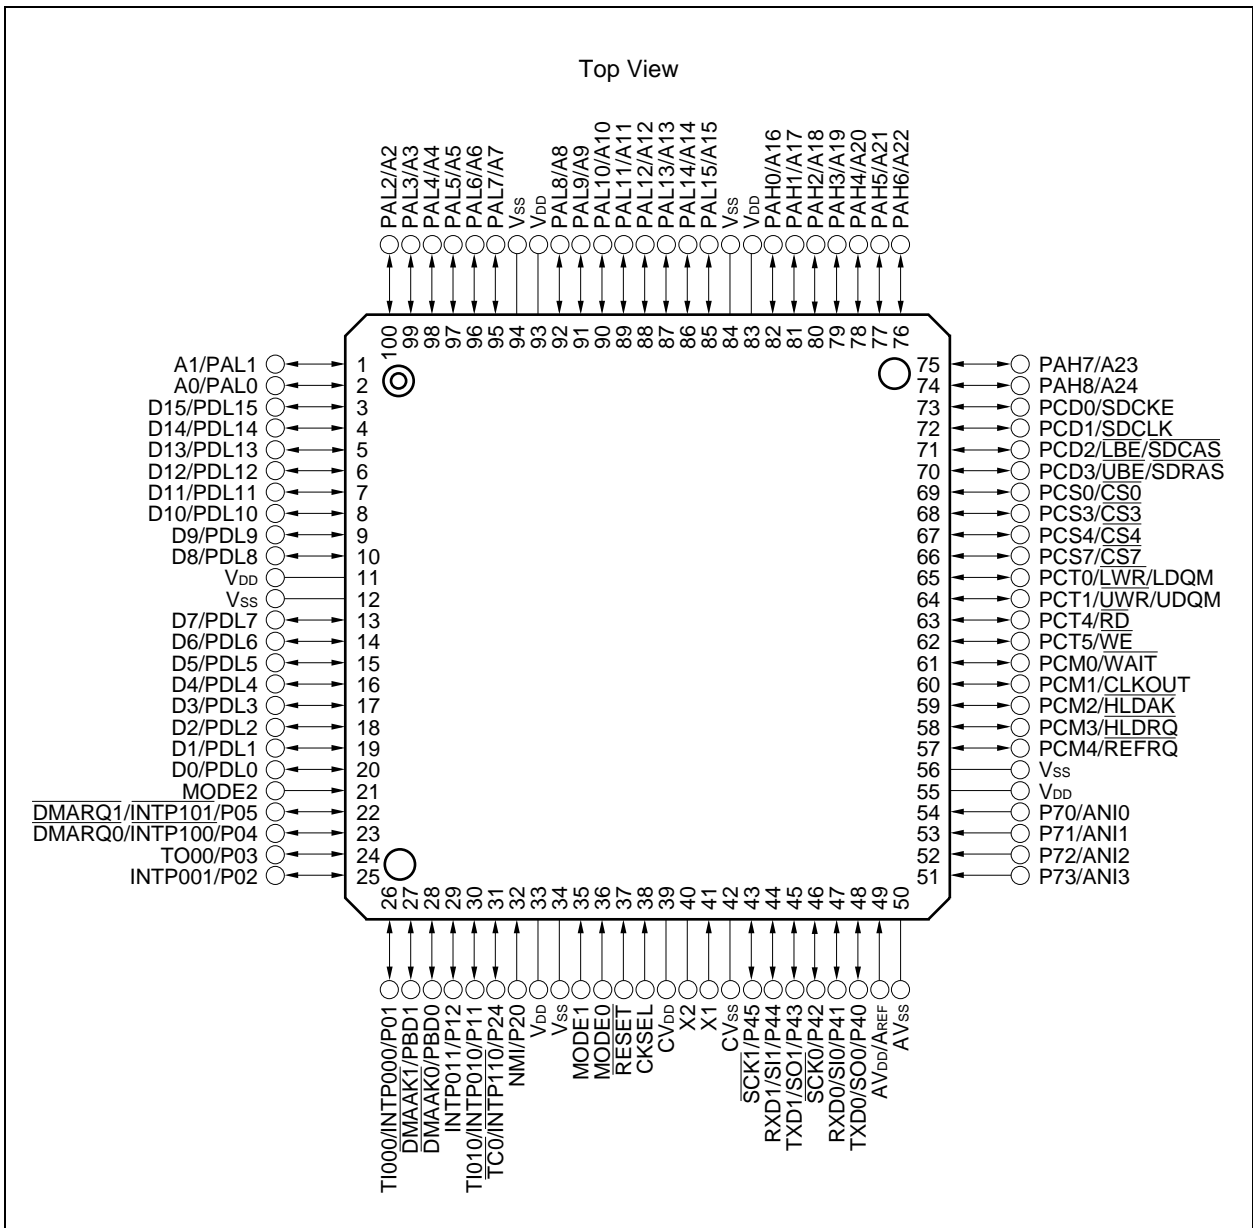 Top View
PAL2/A2
PAL3/A3
PAL4/A4
PAL5/A5
PAL6/A6
PAL7/A7
VSS
VDD
PAL8/A8
PAL9/A9
PAL10/A10
PAL11/A11
PAL12/A12
PAL13/A13
PAL14/A14
PAL15/A15
VSS
VDD
PAH0/A16
PAH1/A17
PAH2/A18
PAH3/A19
PAH4/A20
PAH5/A21
PAH6/A22
100
99
98
97
96
95
94
93
92
91
90
89
88
87
86
85
84
83
82
81
80
79
78
77
76
A1/PAL1 1
A0/PAL0 2
D15/PDL15 3
D14/PDL14 4
D13/PDL13 5
D12/PDL12 6
D11/PDL11 7
D10/PDL10 8
D9/PDL9 9
D8/PDL8 10
VDD 11
VSS 12
D7/PDL7 13
D6/PDL6 14
D5/PDL5 15
D4/PDL4 16
D3/PDL3 17
D2/PDL2 18
D1/PDL1 19
D0/PDL0 20
MODE2 21
DMARQ1/INTP101/P05 22
DMARQ0/INTP100/P04 23
TO00/P03 24
INTP001/P02 25
75 PAH7/A23
74 PAH8/A24
73 PCD0/SDCKE
72 PCD1/SDCLK
71 PCD2/LBE/SDCAS
70 PCD3/UBE/SDRAS
69 PCS0/CS0
68 PCS3/CS3
67 PCS4/CS4
66 PCS7/CS7
65 PCT0/LWR/LDQM
64 PCT1/UWR/UDQM
63 PCT4/RD
62 PCT5/WE
61 PCM0/WAIT
60 PCM1/CLKOUT
59 PCM2/HLDAK
58 PCM3/HLDRQ
57 PCM4/REFRQ
56 VSS
55 VDD
54 P70/ANI0
53 P71/ANI1
52 P72/ANI2
51 P73/ANI3
26
27
28
29
30
31
32
33
34
35
36
37
38
39
40
41
42
43
44
45
46
47
48
49
50
TI000/INTP000/P01
DMAAK1/PBD1
DMAAK0/PBD0
INTP011/P12
TI010/INTP010/P11
TC0/INTP110/P24
NMI/P20
VDD
VSS
MODE1
MODE0
RESET
CKSEL
CVDD
X2
X1
CVSS
SCK1/P45
RXD1/SI1/P44
TXD1/SO1/P43
SCK0/P42
RXD0/SI0/P41
TXD0/SO0/P40
AVDD/AREF
AVSS